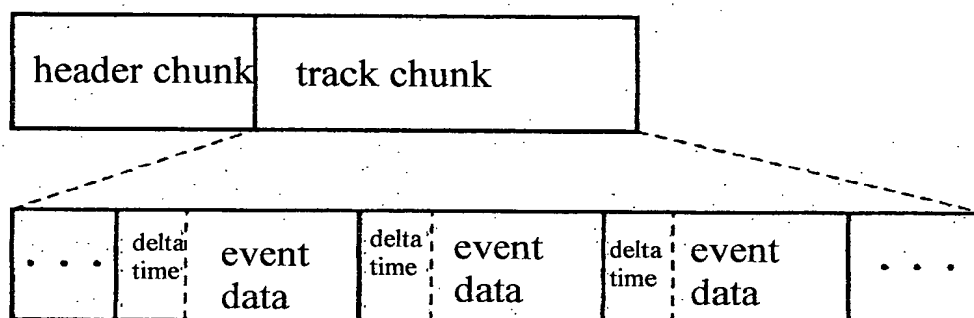 header chunk track chunk
. . . delta time event data delta time event data delta time event data . . .